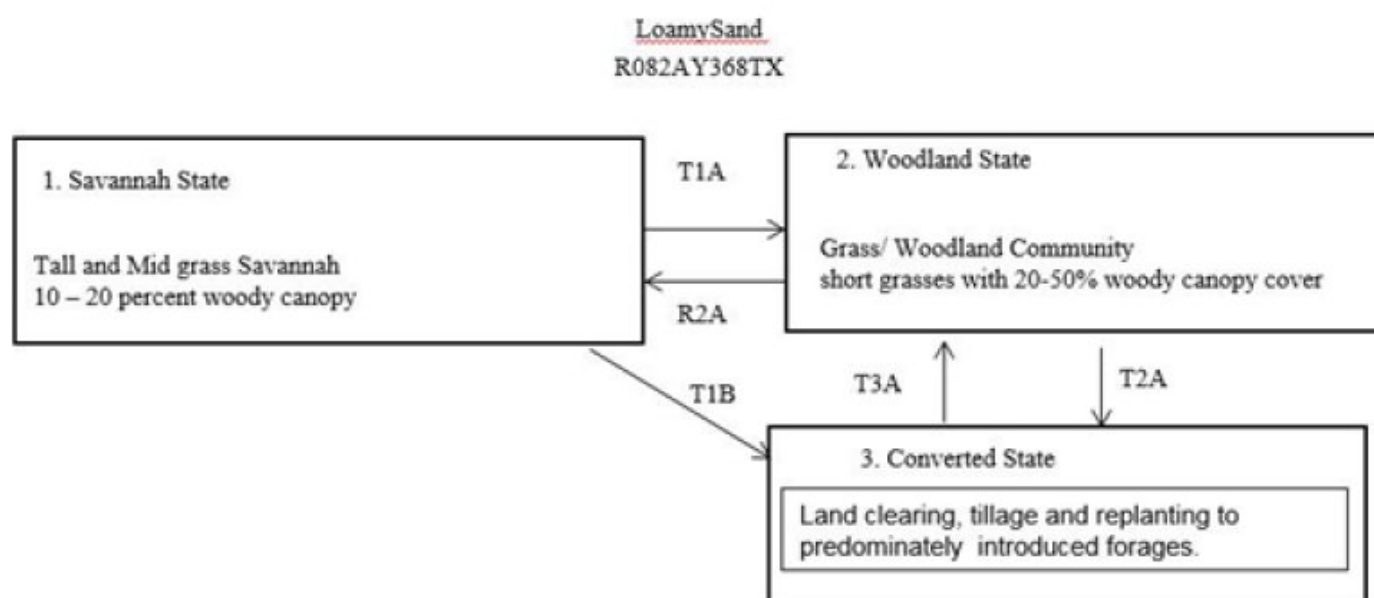 LoamySand
R082AY368TX
1. Savannah State
Tall and Mid grass Savannah
10 – 20 percent woody canopy
T1A
R2A
2. Woodland State
Grass/ Woodland Community
short grasses with 20-50% woody canopy cover
T1B
T3A
T2A
3. Converted State
Land clearing, tillage and replanting to
predominately introduced forages.